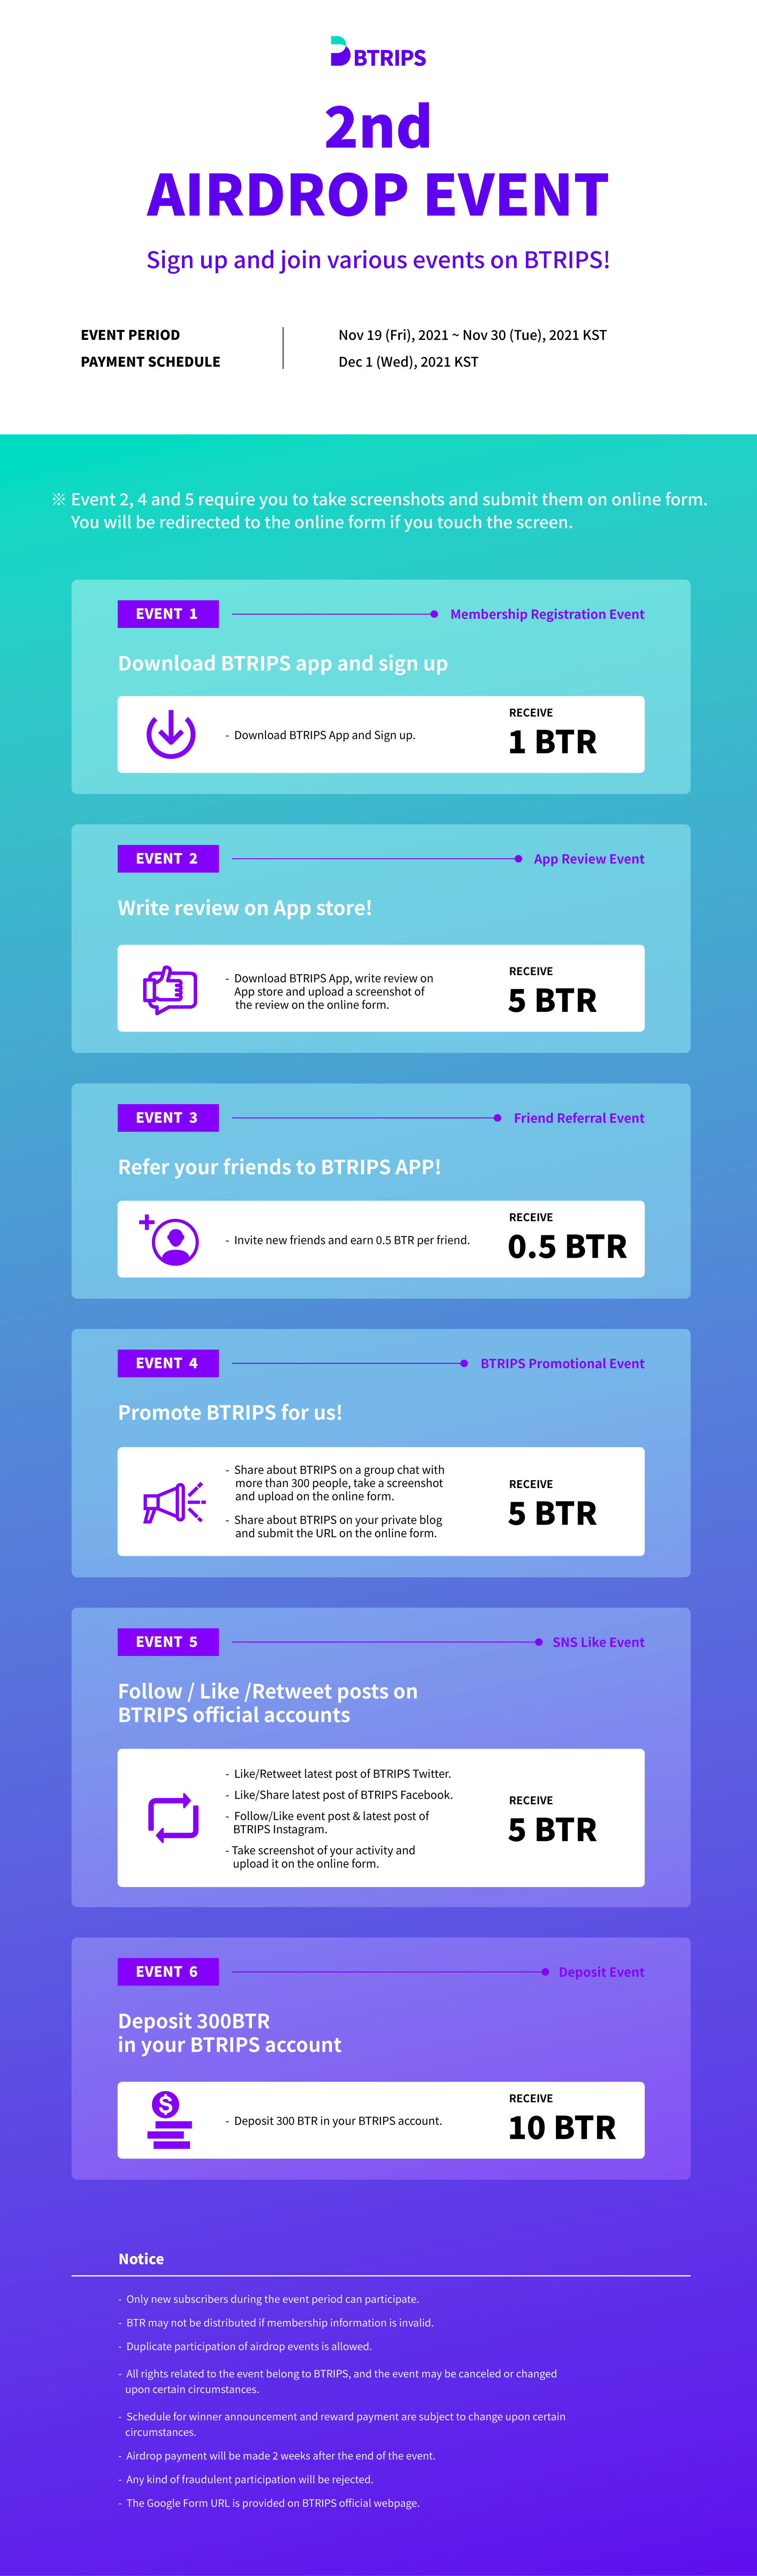 BTRIPS
2nd
AIRDROP EVENT
Sign up and join various events on BTRIPS!
EVENT PERIOD
Nov 19 (Fri), 2021 ~ Nov 30 (Tue), 2021 KST
PAYMENT SCHEDULE
Dec 1 (Wed), 2021 KST
※ Event 2, 4 and 5 require you to take screenshots and submit them on online form.
You will be redirected to the online form if you touch the screen.
EVENT 1
Membership Registration Event
Download BTRIPS app and sign up
- Download BTRIPS App and Sign up.
RECEIVE
1 BTR
EVENT 2
App Review Event
Write review on App store!
- Download BTRIPS App, write review on
App store and upload a screenshot of
the review on the online form.
RECEIVE
5 BTR
EVENT 3
Friend Referral Event
Refer your friends to BTRIPS APP!
- Invite new friends and earn 0.5 BTR per friend.
RECEIVE
0.5 BTR
EVENT 4
BTRIPS Promotional Event
Promote BTRIPS for us!
- Share about BTRIPS on a group chat with
more than 300 people, take a screenshot
and upload on the online form.
- Share about BTRIPS on your private blog
and submit the URL on the online form.
RECEIVE
5 BTR
EVENT 5
SNS Like Event
Follow / Like /Retweet posts on
BTRIPS official accounts
- Like/Retweet latest post of BTRIPS Twitter.
- Like/Share latest post of BTRIPS Facebook.
- Follow/Like event post & latest post of
BTRIPS Instagram.
- Take screenshot of your activity and
upload it on the online form.
RECEIVE
5 BTR
EVENT 6
Deposit Event
Deposit 300BTR
in your BTRIPS account
$
- Deposit 300 BTR in your BTRIPS account.
RECEIVE
10 BTR
Notice
- Only new subscribers during the event period can participate.
- BTR may not be distributed if membership information is invalid.
- Duplicate participation of airdrop events is allowed.
- All rights related to the event belong to BTRIPS, and the event may be canceled or changed
upon certain circumstances.
- Schedule for winner announcement and reward payment are subject to change upon certain
circumstances.
- Airdrop payment will be made 2 weeks after the end of the event.
- Any kind of fraudulent participation will be rejected.
- The Google Form URL is provided on BTRIPS official webpage.